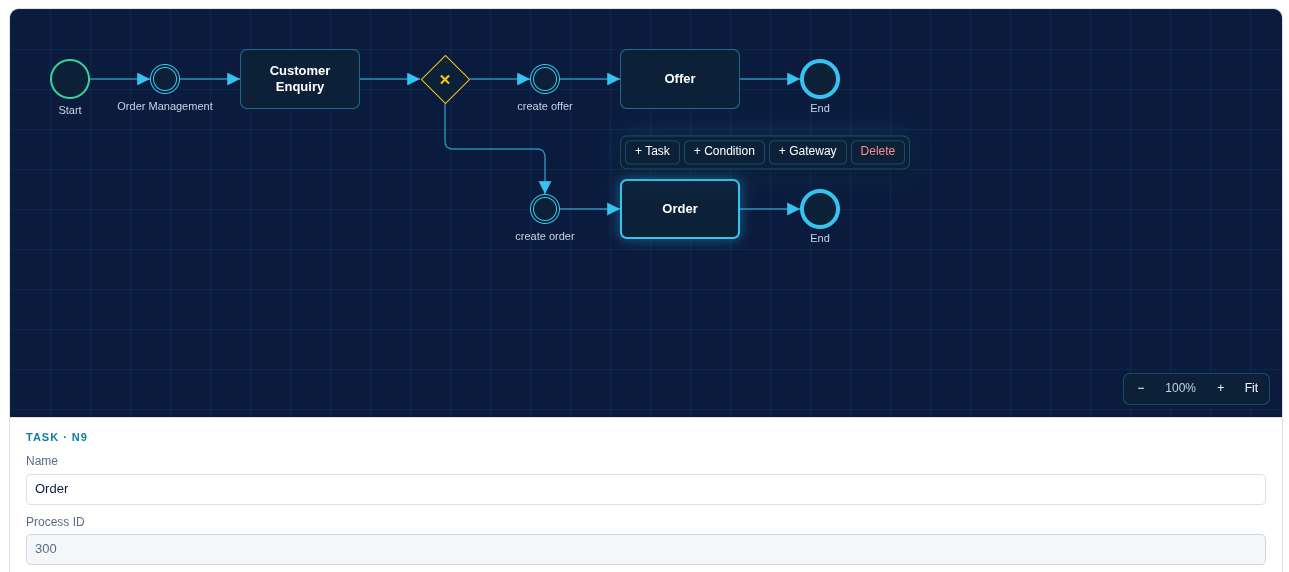 Customer
Enquiry
Offer
Start
Order Management
create offer
End
+ Task
+ Condition
+ Gateway
Delete
Order
create order
End
−
100%
+
Fit
TASK · N9
Name
Order
Process ID
300